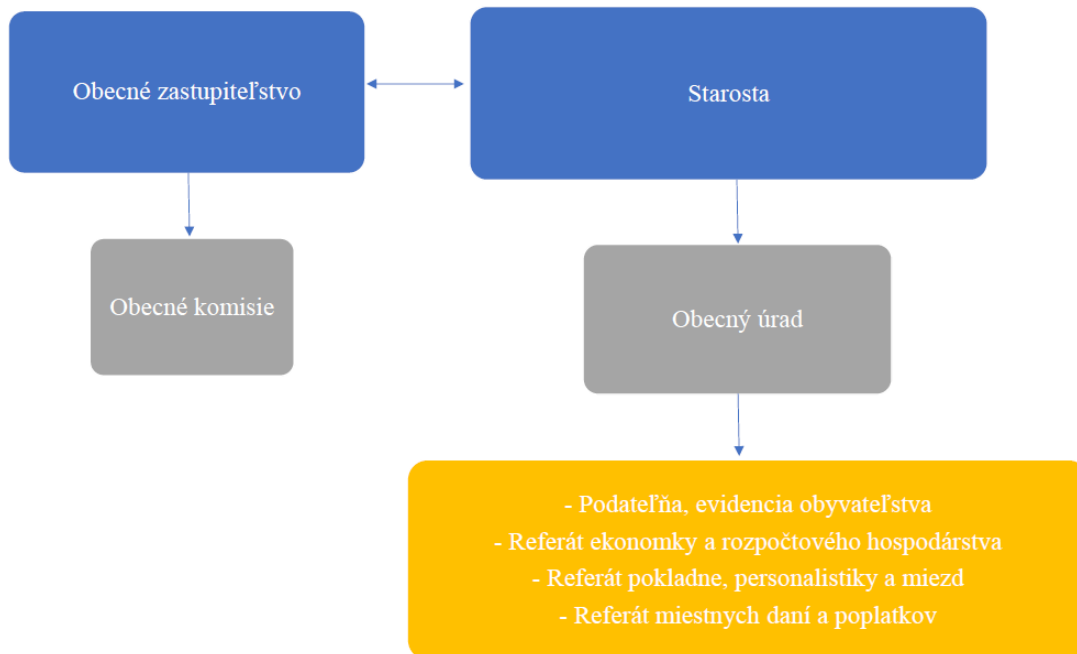 Obecné zastupiteľstvo
Starosta
Obecné komisie
Obecný úrad
- Podateľňa, evidencia obyvateľstva
- Referát ekonomky a rozpočtového hospodárstva
- Referát pokladne, personalistiky a miezd
- Referát miestnych daní a poplatkov